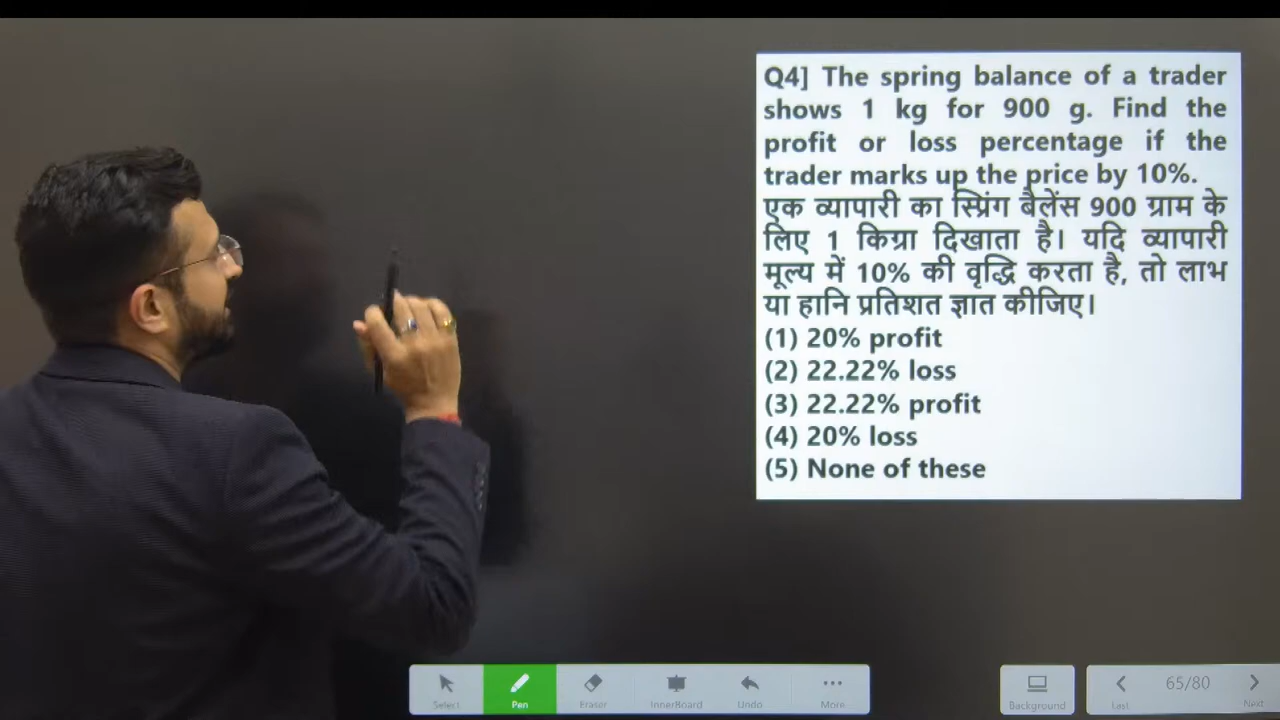 Q4] The spring balance of a trader
shows 1 kg for 900 g. Find the
profit or loss percentage if the
trader marks up the price by 10%.
एक व्यापारी का स्प्रिंग बैलेंस 900 ग्राम के
लिए 1 किग्रा दिखाता है। यदि व्यापारी
मूल्य में 10% की वृद्धि करता है, तो लाभ
या हानि प्रतिशत ज्ञात कीजिए।
(1) 20% profit
(2) 22.22% loss
(3) 22.22% profit
(4) 20% loss
(5) None of these
Select
Pen
Eraser
InnerBoard
Undo
More
Background
Last
65/80
Next